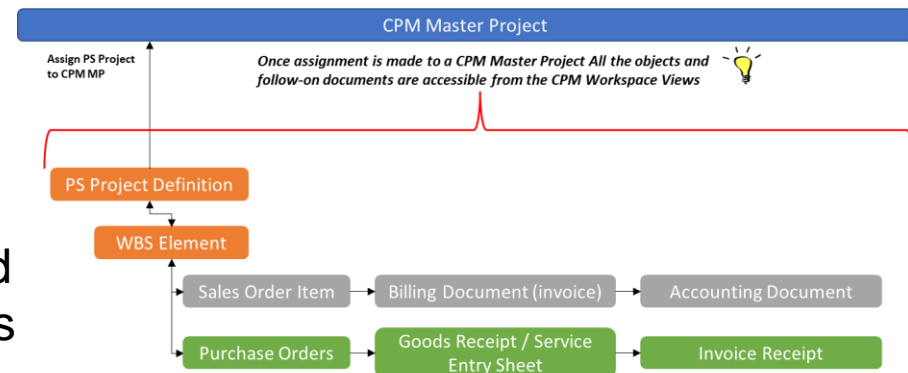 CPM Master Project
Assign PS Project
to CPM MP
Once assignment is made to a CPM Master Project All the objects and
follow-on documents are accessible from the CPM Workspace Views
PS Project Definition
WBS Element
d
Sales Order Item
Billing Document (invoice)
Accounting Document
s
Purchase Orders
Goods Receipt / Service
Entry Sheet
Invoice Receipt